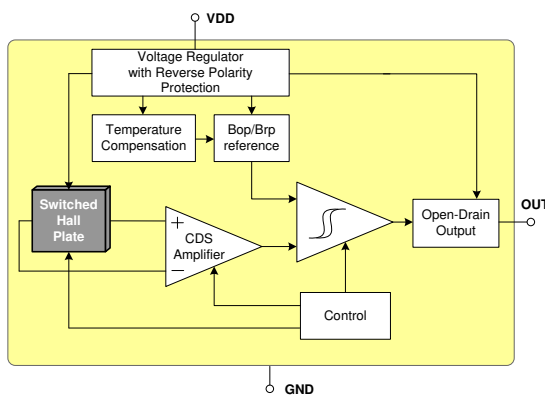 VDD
Voltage Regulator
with Reverse Polarity
Protection
Temperature
Compensation
Bop/Brp
reference
Switched
Hall
Plate
+
CDS
Amplifier
−
Open-Drain
Output
OUT
Control
GND